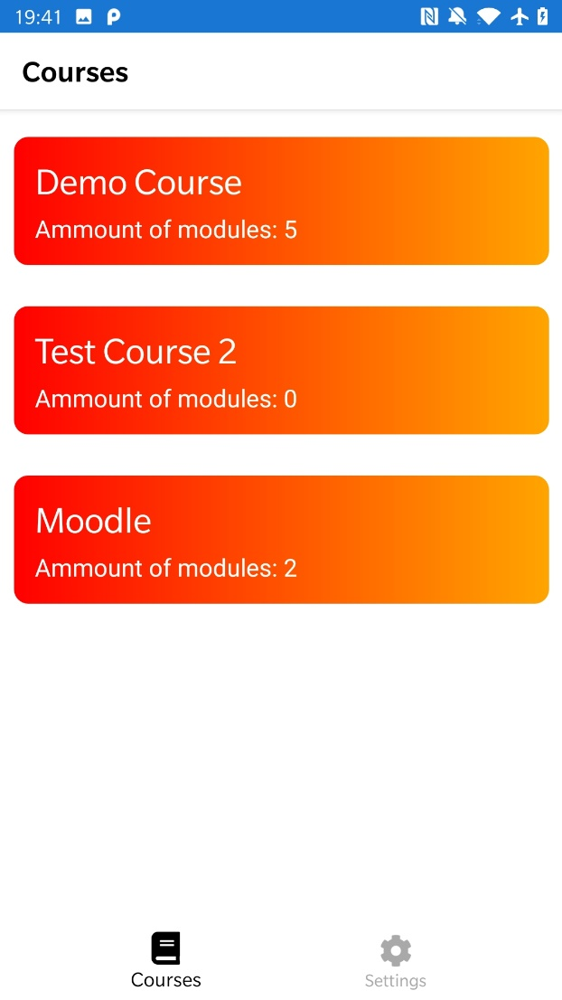 19:41
Courses
Demo Course
Ammount of modules: 5
Test Course 2
Ammount of modules: 0
Moodle
Ammount of modules: 2
Courses
Settings